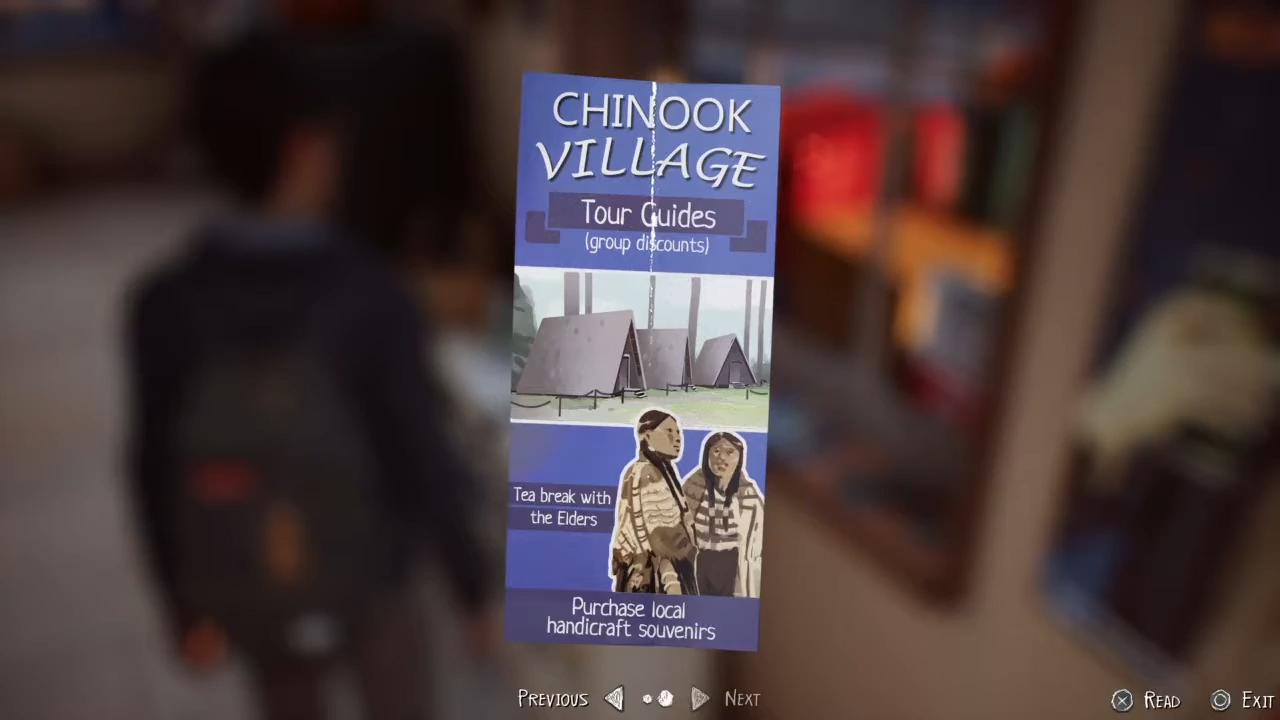 CHINOOK
VILLAGE
Tour Guides
(group discounts)
Tea break with
the Elders
Purchase local
handicraft souvenirs
PREVIOUS NEXT
READ EXIT